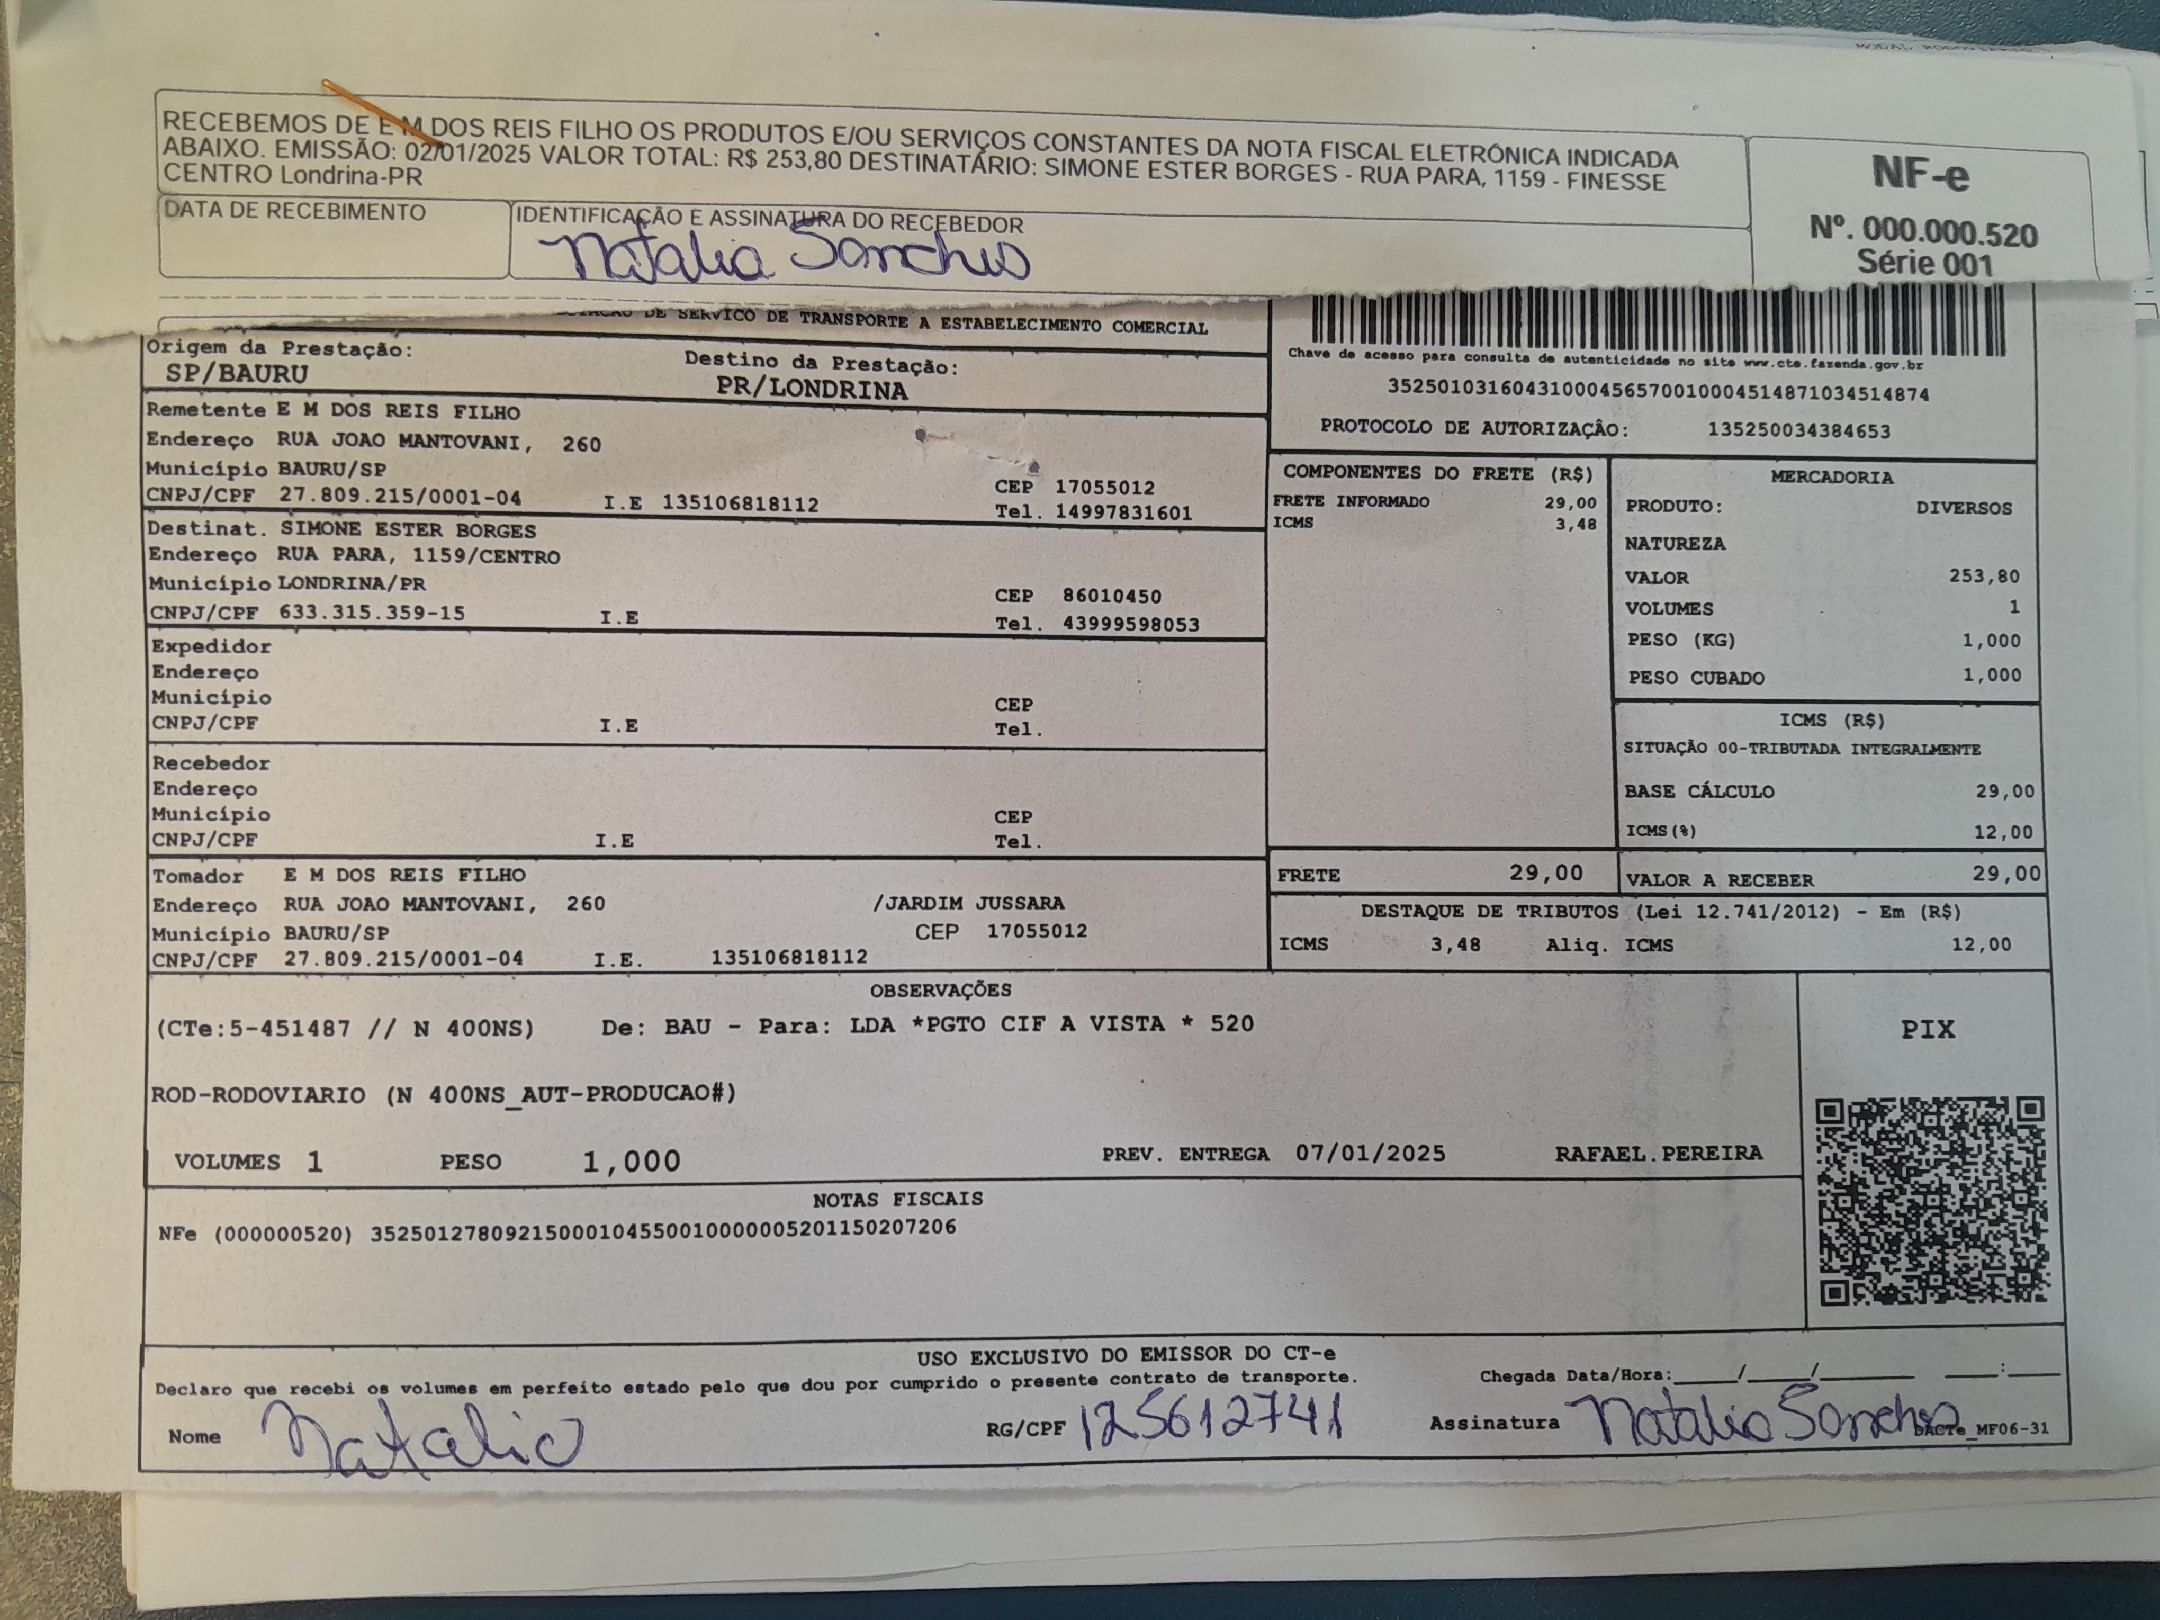 RECEBEMOS DE E M DOS REIS FILHO OS PRODUTOS E/OU SERVIÇOS CONSTANTES DA NOTA FISCAL ELETRÔNICA INDICADA
ABAIXO. EMISSÃO: 02/01/2025 VALOR TOTAL: R$ 253,80 DESTINATÁRIO: SIMONE ESTER BORGES - RUA PARA, 1159 - FINESSE
CENTRO Londrina-PR
NF-e
Nº. 000.000.520
Série 001
DATA DE RECEBIMENTO
IDENTIFICAÇÃO E ASSINATURA DO RECEBEDOR
Natalia Sanches
DE SERVICO DE TRANSPORTE A ESTABELECIMENTO COMERCIAL
Origem da Prestação:
SP/BAURU
Destino da Prestação:
PR/LONDRINA
Chave de acesso para consulta de autenticidade no site www.cte.fazenda.gov.br
35250103160431000456570010004514871034514874
PROTOCOLO DE AUTORIZAÇÂO: 135250034384653
Remetente E M DOS REIS FILHO
Endereço RUA JOAO MANTOVANI, 260
Município BAURU/SP CEP 17055012
CNPJ/CPF 27.809.215/0001-04 I.E 135106818112 Tel. 14997831601
Destinat. SIMONE ESTER BORGES
Endereço RUA PARA, 1159/CENTRO
Município LONDRINA/PR CEP 86010450
CNPJ/CPF 633.315.359-15 I.E Tel. 43999598053
Expedidor
Endereço
Município CEP
CNPJ/CPF I.E Tel.
Recebedor
Endereço
Município CEP
CNPJ/CPF I.E Tel.
Tomador E M DOS REIS FILHO
Endereço RUA JOAO MANTOVANI, 260 /JARDIM JUSSARA
Município BAURU/SP CEP 17055012
CNPJ/CPF 27.809.215/0001-04 I.E. 135106818112
COMPONENTES DO FRETE (R$)
FRETE INFORMADO 29,00
ICMS 3,48
MERCADORIA
PRODUTO: DIVERSOS
NATUREZA
VALOR 253,80
VOLUMES 1
PESO (KG) 1,000
PESO CUBADO 1,000
ICMS (R$)
SITUAÇÃO 00-TRIBUTADA INTEGRALMENTE
BASE CÁLCULO 29,00
ICMS(%) 12,00
FRETE 29,00
VALOR A RECEBER 29,00
DESTAQUE DE TRIBUTOS (Lei 12.741/2012) - Em (R$)
ICMS 3,48 Aliq. ICMS 12,00
OBSERVAÇÕES
(CTe:5-451487 // N 400NS) De: BAU - Para: LDA *PGTO CIF A VISTA * 520
ROD-RODOVIARIO (N 400NS_AUT-PRODUCAO#)
VOLUMES 1 PESO 1,000 PREV. ENTREGA 07/01/2025 RAFAEL.PEREIRA
PIX
NOTAS FISCAIS
NFe (000000520) 35250127809215000104550010000005201150207206
USO EXCLUSIVO DO EMISSOR DO CT-e
Declaro que recebi os volumes em perfeito estado pelo que dou por cumprido o presente contrato de transporte.
Chegada Data/Hora:____/____/______ ___:___
Nome Natalia RG/CPF 125612741 Assinatura Natalia Sanches
DACTe_MF06-31